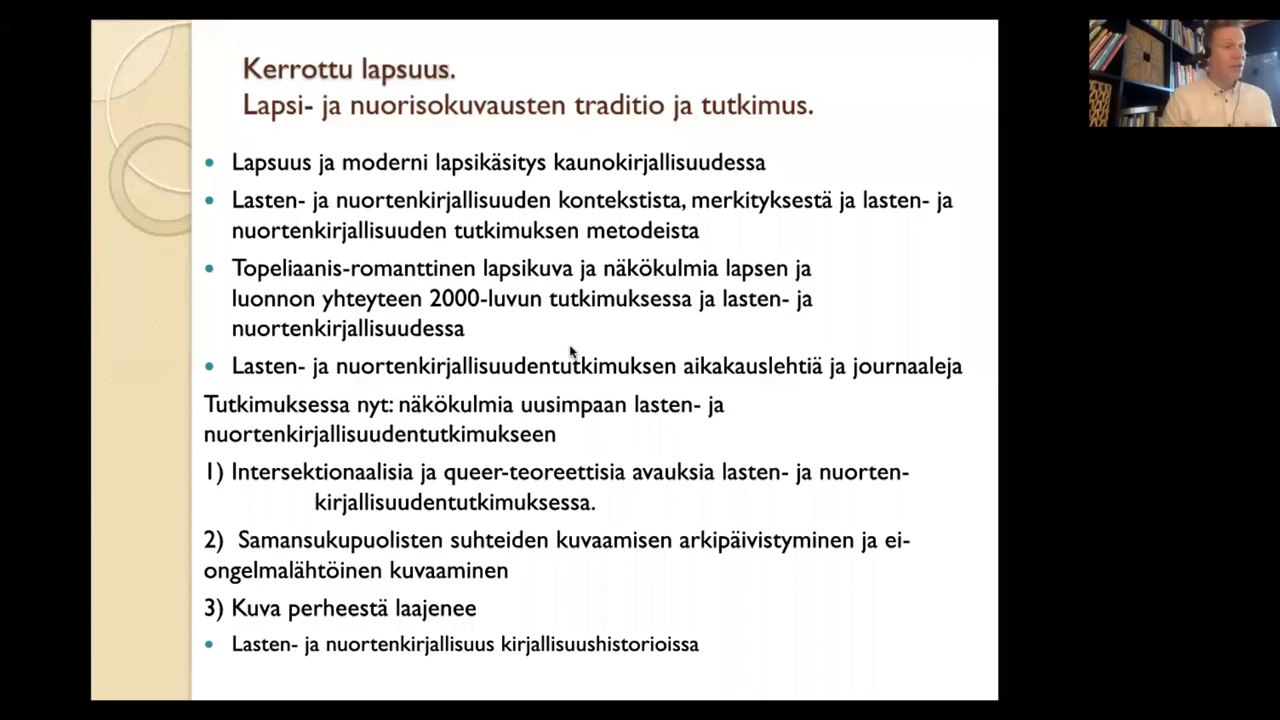 Kerrottu lapsuus.
Lapsi- ja nuorisokuvausten traditio ja tutkimus.
• Lapsuus ja moderni lapsikäsitys kaunokirjallisuudessa
• Lasten- ja nuortenkirjallisuuden kontekstista, merkityksestä ja lasten- ja
nuortenkirjallisuuden tutkimuksen metodeista
• Topeliaanis-romanttinen lapsikuva ja näkökulmia lapsen ja
luonnon yhteyteen 2000-luvun tutkimuksessa ja lasten- ja
nuortenkirjallisuudessa
• Lasten- ja nuortenkirjallisuudentutkimuksen aikakauslehtiä ja journaaleja
Tutkimuksessa nyt: näkökulmia uusimpaan lasten- ja
nuortenkirjallisuudentutkimukseen
1) Intersektionaalisia ja queer-teoreettisia avauksia lasten- ja nuorten-
kirjallisuudentutkimuksessa.
2) Samansukupuolisten suhteiden kuvaamisen arkipäivistyminen ja ei-
ongelmalähtöinen kuvaaminen
3) Kuva perheestä laajenee
• Lasten- ja nuortenkirjallisuus kirjallisuushistorioissa